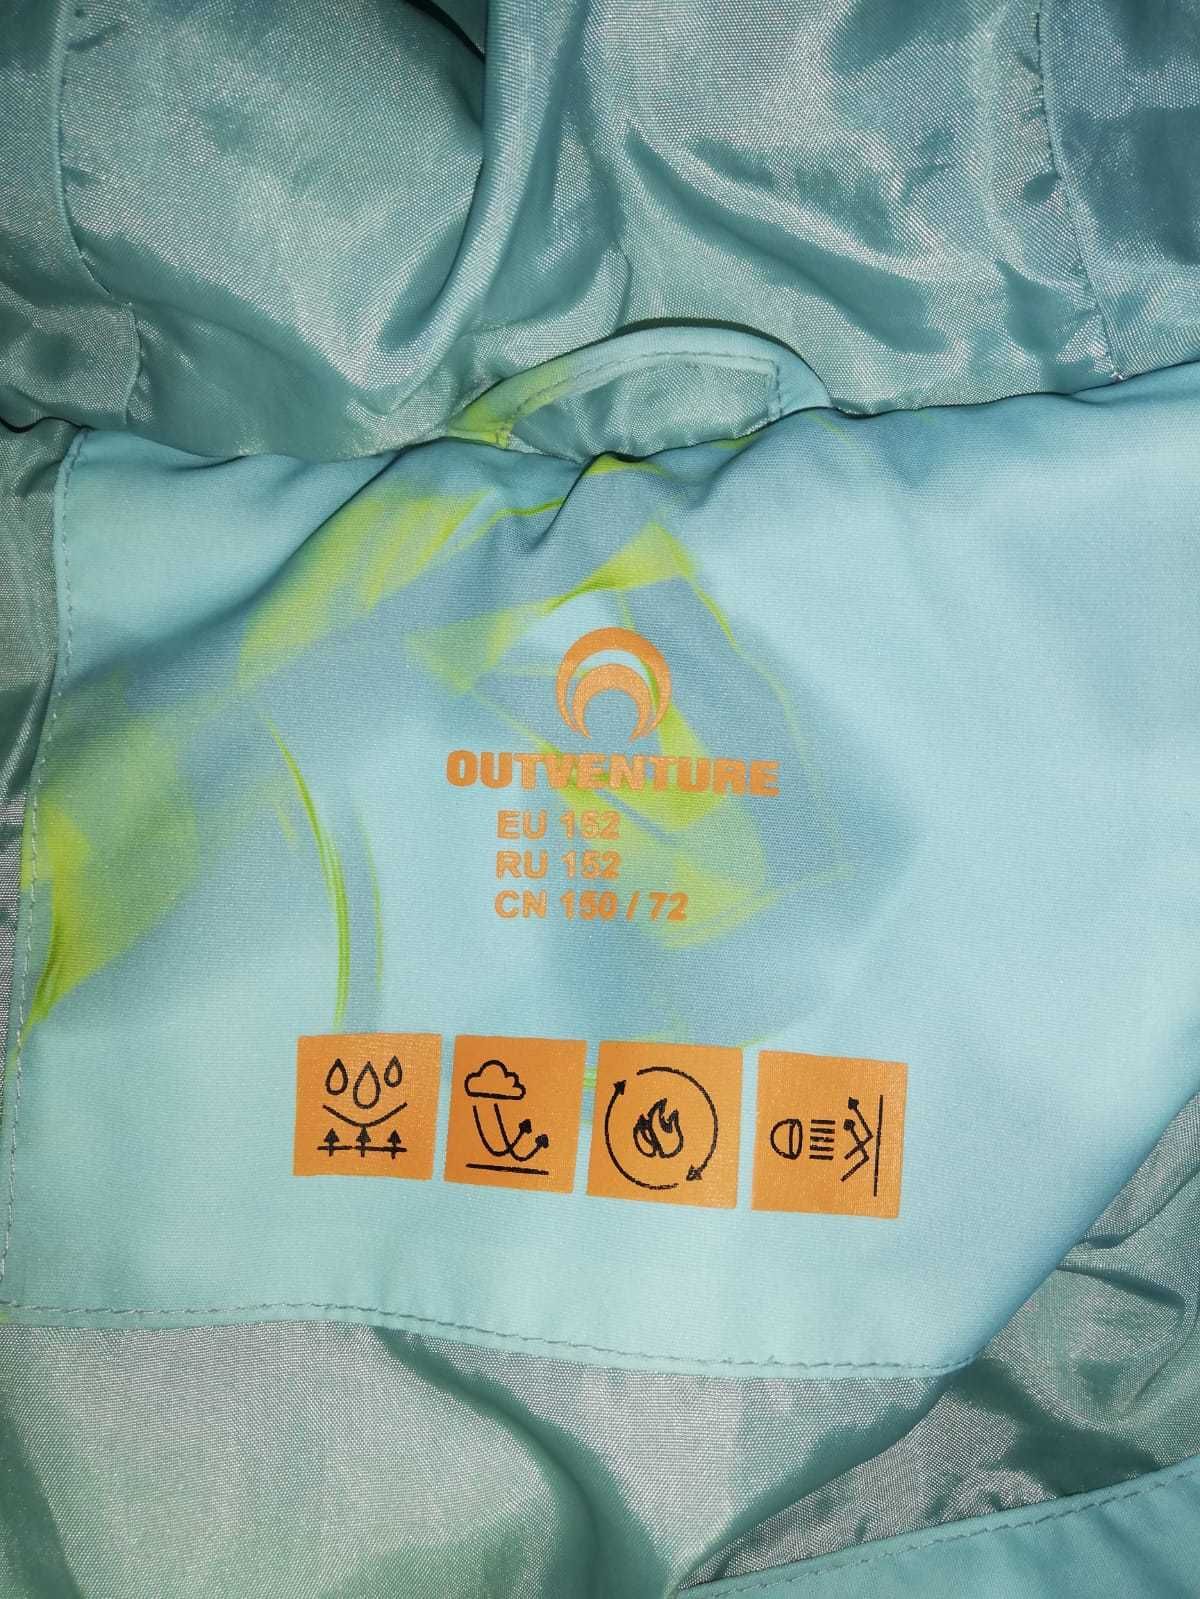 OUTVENTURE
EU 152
RU 152
CN 150 / 72